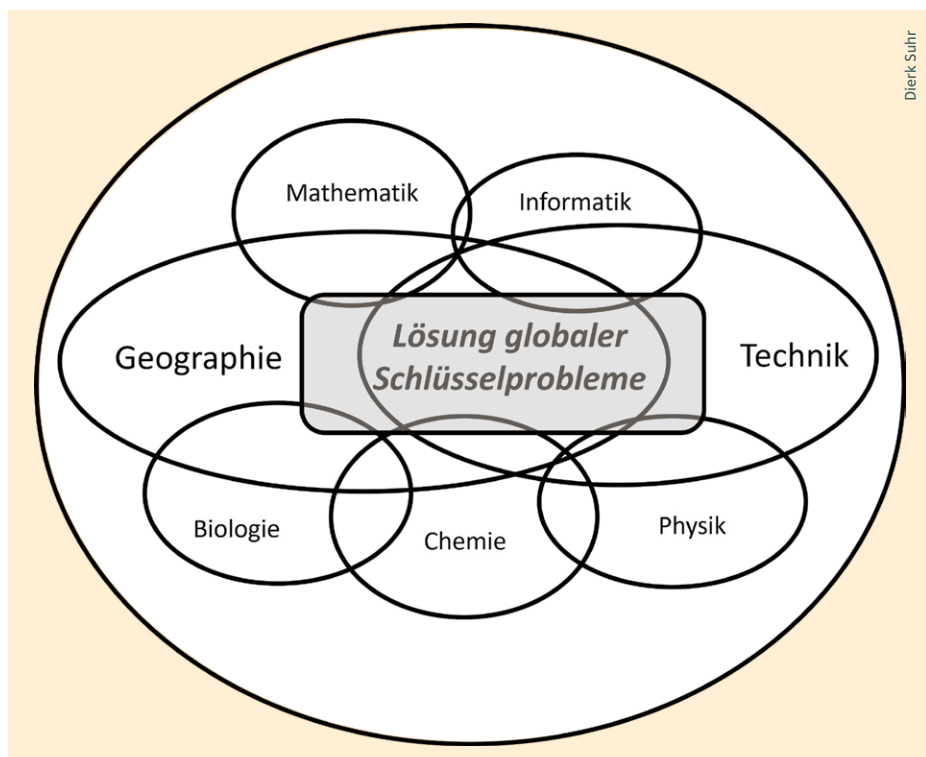 Dierk Suhr
Mathematik
Informatik
Lösung globaler
Schlüsselprobleme
Geographie
Technik
Biologie
Chemie
Physik